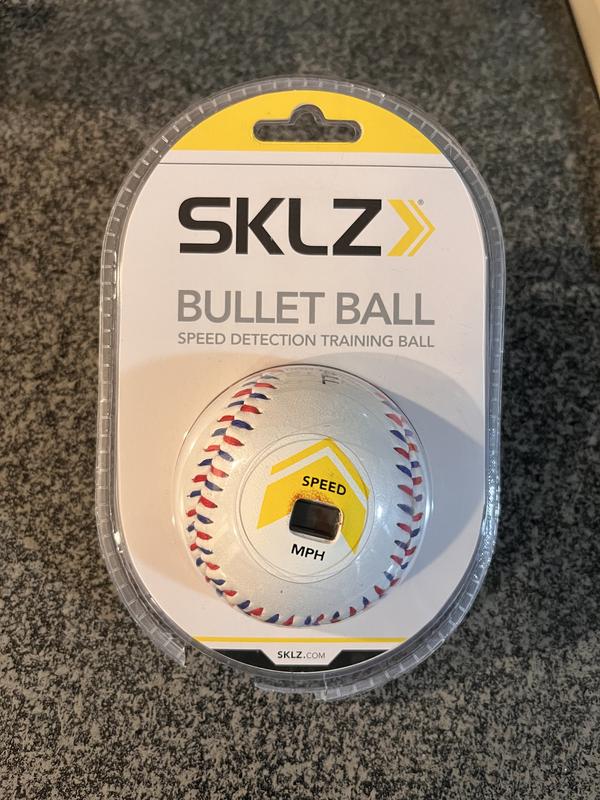 SKLZ®
BULLET BALL
SPEED DETECTION TRAINING BALL
SPEED
MPH
SKLZ.COM